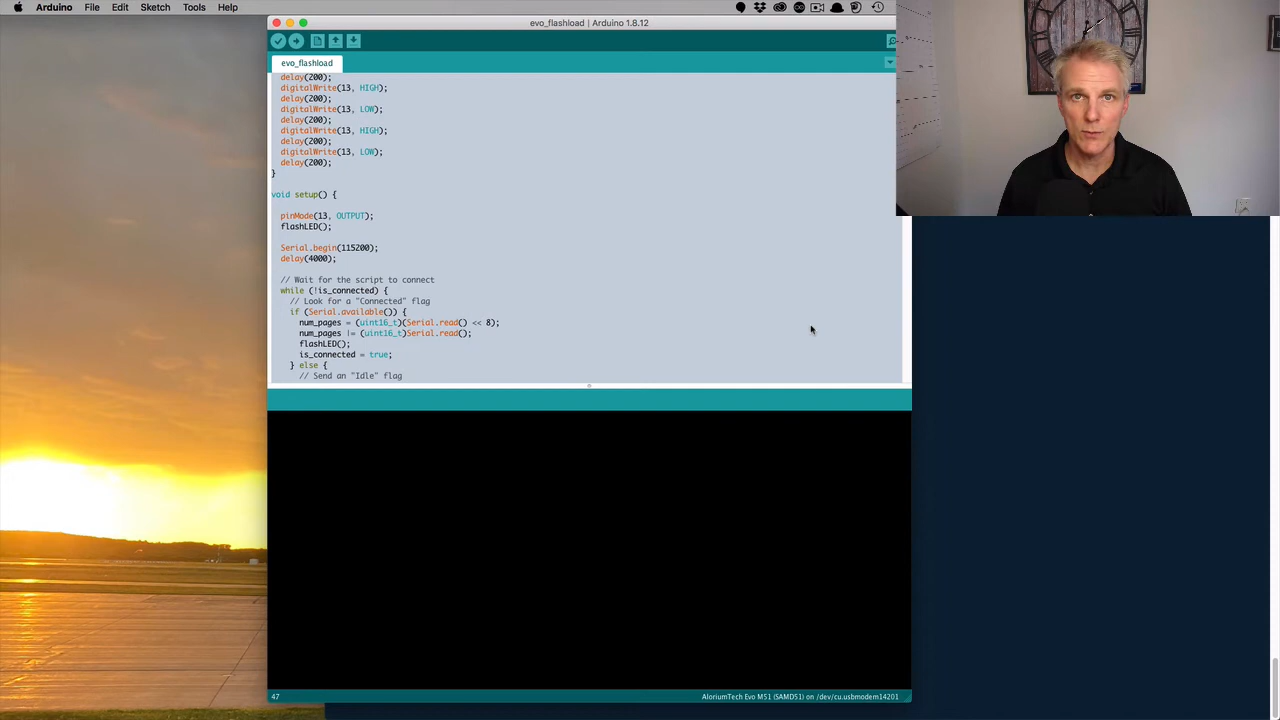 Arduino File Edit Sketch Tools Help
evo_flashload | Arduino 1.8.12
evo_flashload
delay(200);
digitalWrite(13, HIGH);
delay(200);
digitalWrite(13, LOW);
delay(200);
digitalWrite(13, HIGH);
delay(200);
digitalWrite(13, LOW);
delay(200);
}
void setup() {
pinMode(13, OUTPUT);
flashLED();
Serial.begin(115200);
delay(4000);
// Wait for the script to connect
while (!is_connected) {
// Look for a "Connected" flag
if (Serial.available()) {
num_pages = (uint16_t)(Serial.read() << 8);
num_pages != (uint16_t)Serial.read();
flashLED();
is_connected = true;
} else {
// Send an "Idle" flag
47
AloriumTech Evo M51 (SAMD51) on /dev/cu.usbmodem14201